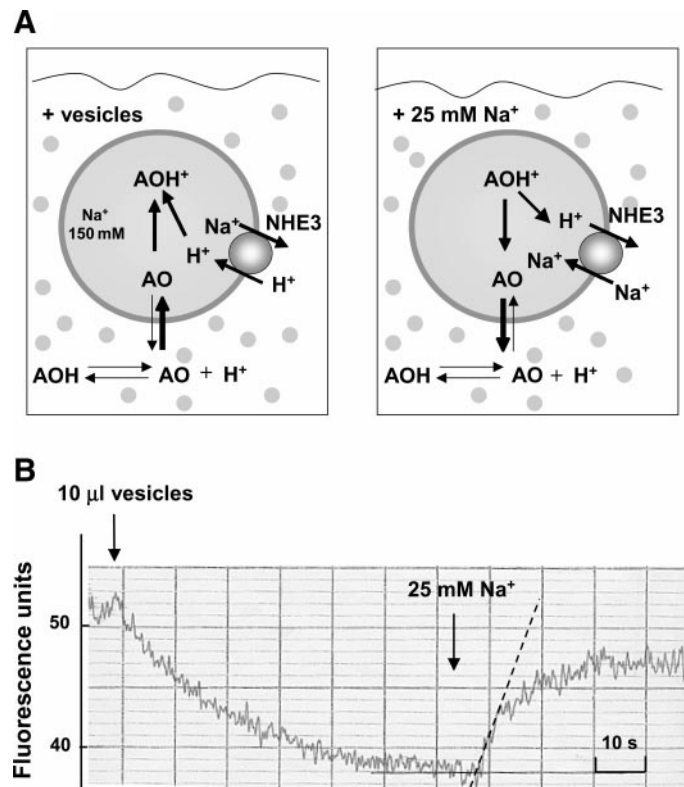 A
+ vesicles
AOH⁺
Na⁺
150 mM
Na⁺
NHE3
H⁺
H⁺
AO
AOH
AO + H⁺
+ 25 mM Na⁺
AOH⁺
H⁺
NHE3
Na⁺
Na⁺
AO
AOH
AO + H⁺
B
10 µl vesicles
25 mM Na⁺
Fluorescence units
50
40
10 s